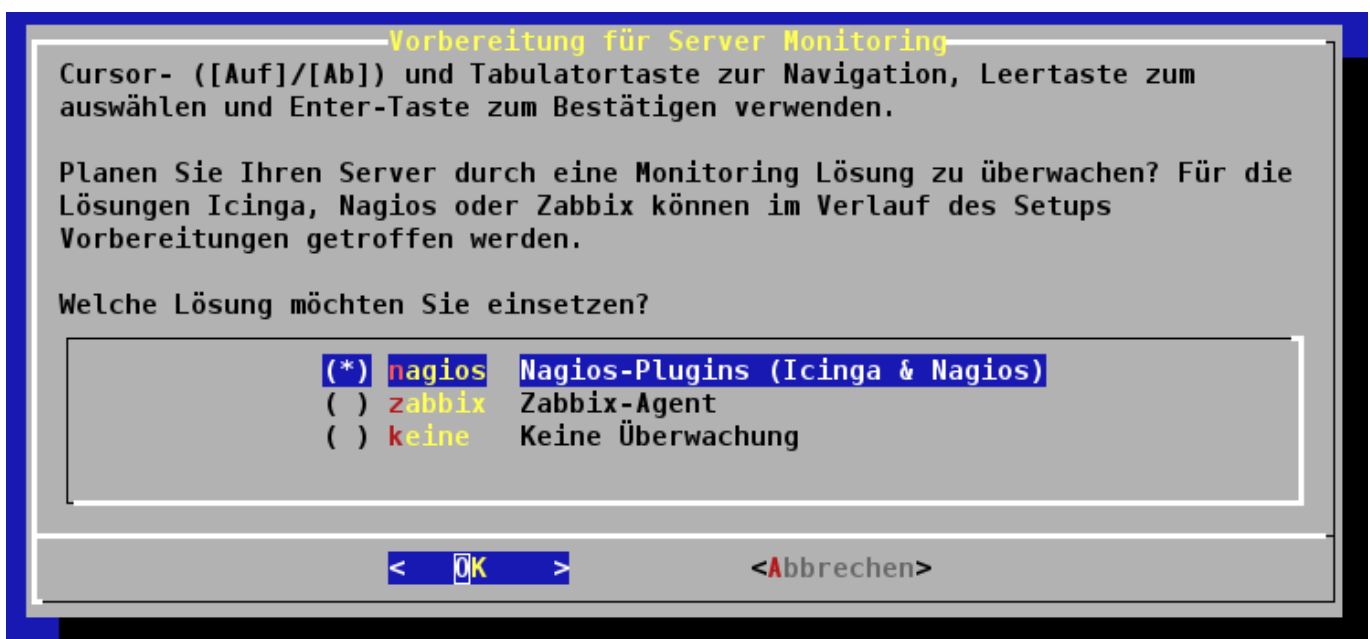 Vorbereitung für Server Monitoring
Cursor- ([Auf]/[Ab]) und Tabulatortaste zur Navigation, Leertaste zum
auswählen und Enter-Taste zum Bestätigen verwenden.
Planen Sie Ihren Server durch eine Monitoring Lösung zu überwachen? Für die
Lösungen Icinga, Nagios oder Zabbix können im Verlauf des Setups
Vorbereitungen getroffen werden.
Welche Lösung möchten Sie einsetzen?
(*) nagios Nagios-Plugins (Icinga & Nagios)
( ) zabbix Zabbix-Agent
( ) keine Keine Überwachung
< OK > <Abbrechen>